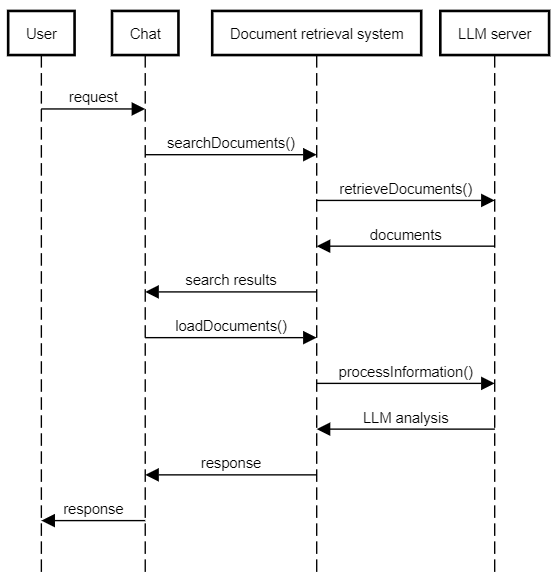 User
Chat
Document retrieval system
LLM server
request
searchDocuments()
retrieveDocuments()
documents
search results
loadDocuments()
processInformation()
LLM analysis
response
response